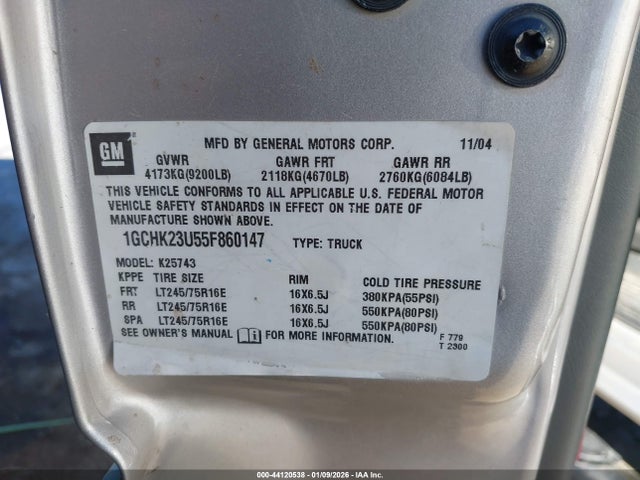 GM
MFD BY GENERAL MOTORS CORP. 11/04
GVWR GAWR FRT GAWR RR
4173KG(9200LB) 2118KG(4670LB) 2760KG(6084LB)
THIS VEHICLE CONFORMS TO ALL APPLICABLE U.S. FEDERAL MOTOR
VEHICLE SAFETY STANDARDS IN EFFECT ON THE DATE OF
MANUFACTURE SHOWN ABOVE.
1GCHK23U55F860147 TYPE: TRUCK
MODEL: K25743
KPPE TIRE SIZE RIM COLD TIRE PRESSURE
FRT LT245/75R16E 16X6.5J 380KPA(55PSI)
RR LT245/75R16E 16X6.5J 550KPA(80PSI)
SPA LT245/75R16E 16X6.5J 550KPA(80PSI)
SEE OWNER'S MANUAL FOR MORE INFORMATION.
F 779
T 2300
000-44120538 - 01/09/2026 - IAA Inc.